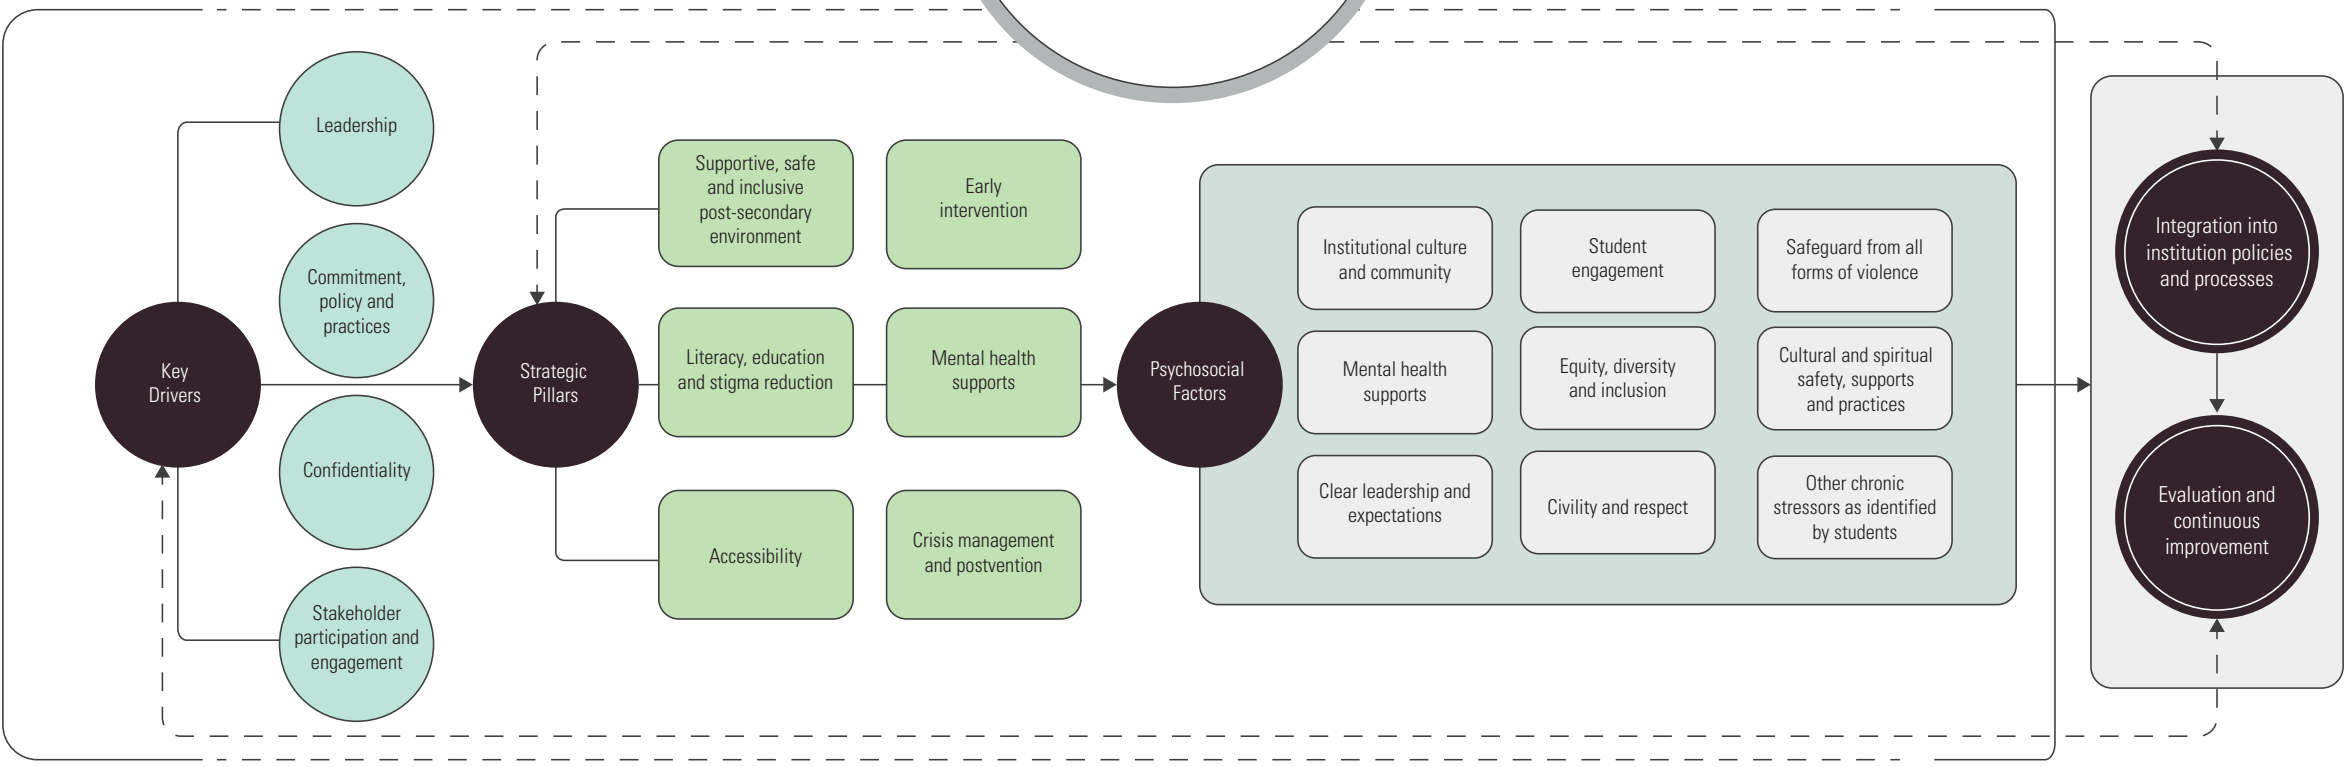 Key
Drivers
Leadership
Commitment,
policy and
practices
Confidentiality
Stakeholder
participation and
engagement
Strategic
Pillars
Supportive, safe
and inclusive
post-secondary
environment
Early
intervention
Literacy, education
and stigma reduction
Mental health
supports
Accessibility
Crisis management
and postvention
Psychosocial
Factors
Institutional culture
and community
Student
engagement
Safeguard from all
forms of violence
Mental health
supports
Equity, diversity
and inclusion
Cultural and spiritual
safety, supports
and practices
Clear leadership and
expectations
Civility and respect
Other chronic
stressors as identified
by students
Integration into
institution policies
and processes
Evaluation and
continuous
improvement